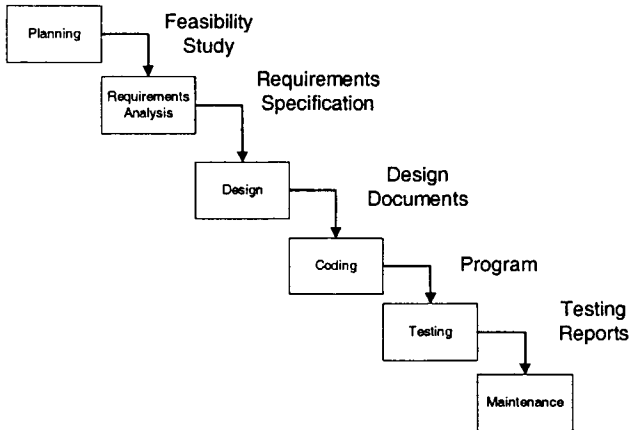 Planning
Feasibility
Study
Requirements
Analysis
Requirements
Specification
Design
Design
Documents
Coding
Program
Testing
Testing
Reports
Maintenance